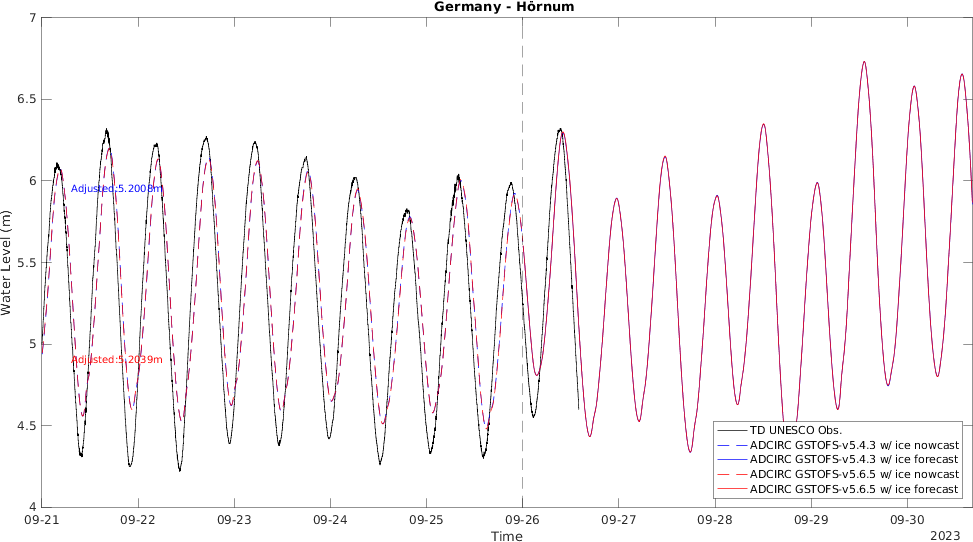 Germany - Hörnum
7
6.5
6
5.5
5
4.5
4
Water Level (m)
Adjusted:5.2008m
Adjusted:5.2039m
TD UNESCO Obs.
ADCIRC GSTOFS-v5.4.3 w/ ice nowcast
ADCIRC GSTOFS-v5.4.3 w/ ice forecast
ADCIRC GSTOFS-v5.6.5 w/ ice nowcast
ADCIRC GSTOFS-v5.6.5 w/ ice forecast
09-21 09-22 09-23 09-24 09-25 09-26 09-27 09-28 09-29 09-30
Time
2023